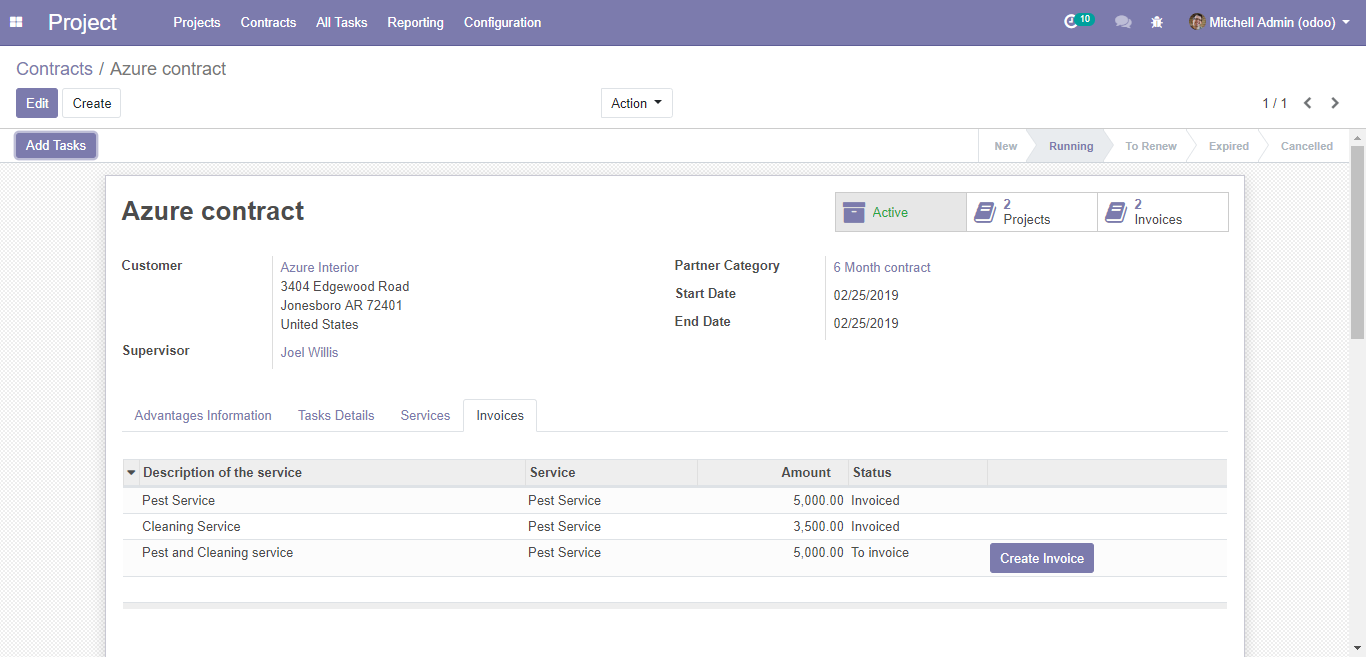 Project Projects Contracts All Tasks Reporting Configuration 10 Mitchell Admin (odoo)
Contracts / Azure contract
Edit Create Action 1 / 1
Add Tasks New Running To Renew Expired Cancelled
Azure contract
Active 2 Projects 2 Invoices
Customer Azure Interior Partner Category 6 Month contract
3404 Edgewood Road Start Date 02/25/2019
Jonesboro AR 72401
United States End Date 02/25/2019
Supervisor Joel Willis
Advantages Information Tasks Details Services Invoices
Description of the service Service Amount Status
Pest Service Pest Service 5,000.00 Invoiced
Cleaning Service Pest Service 3,500.00 Invoiced
Pest and Cleaning service Pest Service 5,000.00 To invoice Create Invoice